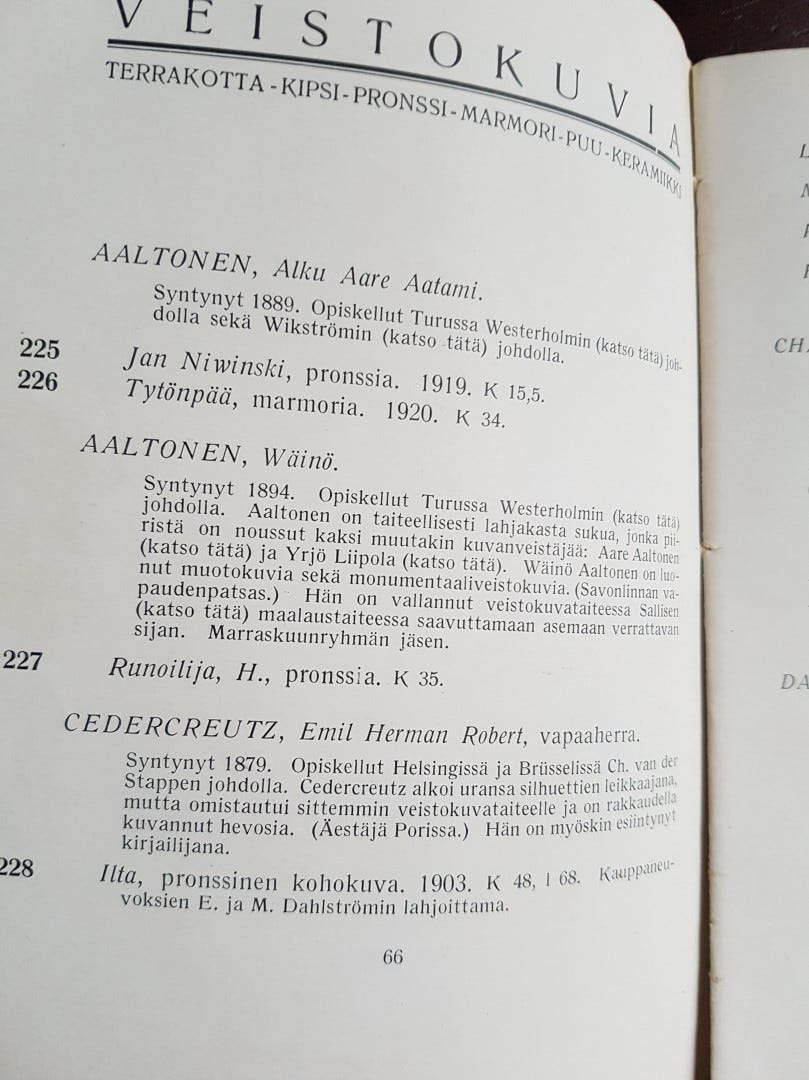 VEISTOKUVIA
TERRAKOTTA - KIPSI - PRONSSI - MARMORI - PUU - KERAMIIKKI
AALTONEN, Alku Aare Aatami.
Syntynyt 1889. Opiskellut Turussa Westerholmin (katso tätä) joh-
dolla sekä Wikströmin (katso tätä) johdolla.
225 Jan Niwinski, pronssia. 1919. K 15,5.
226 Tytönpää, marmoria. 1920. K 34.
AALTONEN, Wäinö.
Syntynyt 1894. Opiskellut Turussa Westerholmin (katso tätä)
johdolla. Aaltonen on taiteellisesti lahjakasta sukua, jonka pii-
ristä on noussut kaksi muutakin kuvanveistäjää: Aare Aaltonen
(katso tätä) ja Yrjö Liipola (katso tätä). Wäinö Aaltonen on luo-
nut muotokuvia sekä monumentaaliveistokuvia. (Savonlinnan va-
paudenpatsas.) Hän on vallannut veistokuvataiteessa Sallisen
(katso tätä) maalaustaiteessa saavuttamaan asemaan verrattavan
sijan. Marraskuunryhmän jäsen.
227 Runoilija, H., pronssia. K 35.
CEDERCREUTZ, Emil Herman Robert, vapaaherra.
Syntynyt 1879. Opiskellut Helsingissä ja Brüsselissä Ch. van der
Stappen johdolla. Cedercreutz alkoi uransa silhuettien leikkaajana,
mutta omistautui sittemmin veistokuvataiteelle ja on rakkaudella
kuvannut hevosia. (Äestäjä Porissa.) Hän on myöskin esiintynyt
kirjailijana.
228 Ilta, pronssinen kohokuva. 1903. K 48, l 68. Kauppaneu-
voksien E. ja M. Dahlströmin lahjoittama.
66